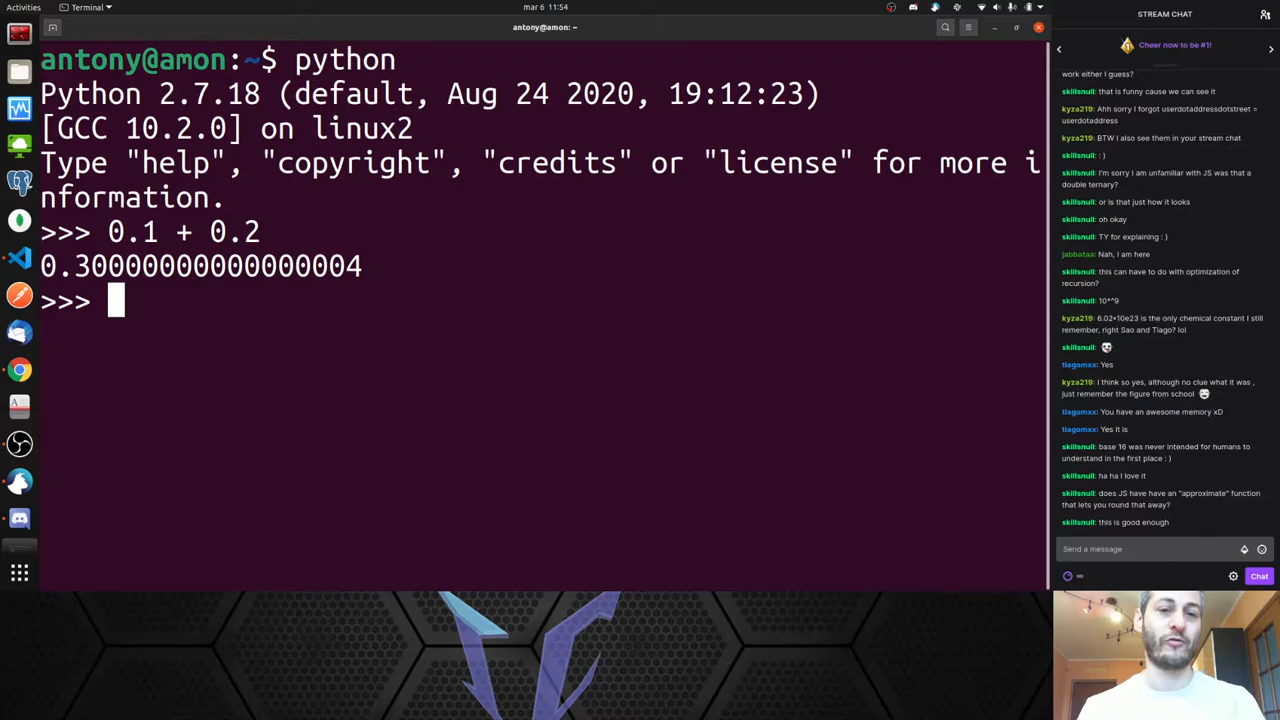 Activities
Terminal
mar 6 11:54
antony@amon: ~
antony@amon:~$ python
Python 2.7.18 (default, Aug 24 2020, 19:12:23)
[GCC 10.2.0] on linux2
Type "help", "copyright", "credits" or "license" for more i
nformation.
>>> 0.1 + 0.2
0.30000000000000004
>>>
STREAM CHAT
1
Cheer now to be #1!
work either I guess?
skillsnull: that is funny cause we can see it
kyza219: Ahh sorry I forgot userdotaddressdotstreet =
userdotaddress
kyza219: BTW I also see them in your stream chat
skillsnull: : )
skillsnull: I'm sorry I am unfamiliar with JS was that a
double ternary?
skillsnull: or is that just how it looks
skillsnull: oh okay
skillsnull: TY for explaining : )
jabbataa: Nah, I am here
skillsnull: this can have to do with optimization of
recursion?
skillsnull: 10*^9
kyza219: 6.02*10e23 is the only chemical constant I still
remember, right Sao and Tiago? lol
skillsnull:
tiagomxx: Yes
kyza219: I think so yes, although no clue what it was ,
just remember the figure from school
tiagomxx: You have an awesome memory xD
tiagomxx: Yes it is
skillsnull: base 16 was never intended for humans to
understand in the first place : )
skillsnull: ha ha I love it
skillsnull: does JS have have an "approximate" function
that lets you round that away?
skillsnull: this is good enough
Send a message
∞
Chat